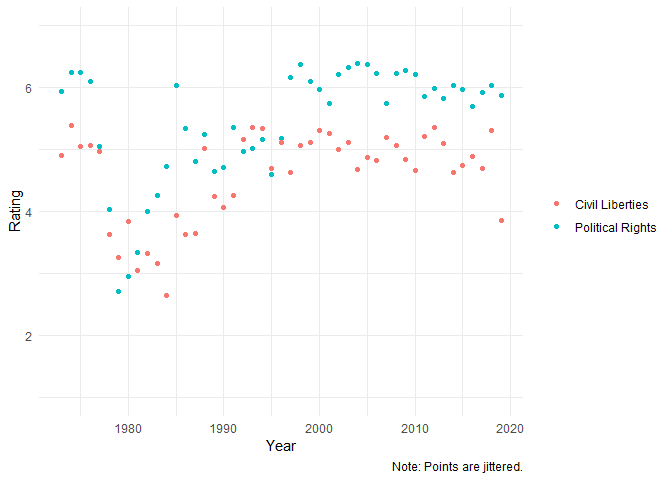 6
4
2
Rating
1980
1990
2000
2010
2020
Year
Civil Liberties
Political Rights
Note: Points are jittered.